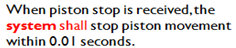 When piston stop is received, the
system shall stop piston movement
within 0.01 seconds.